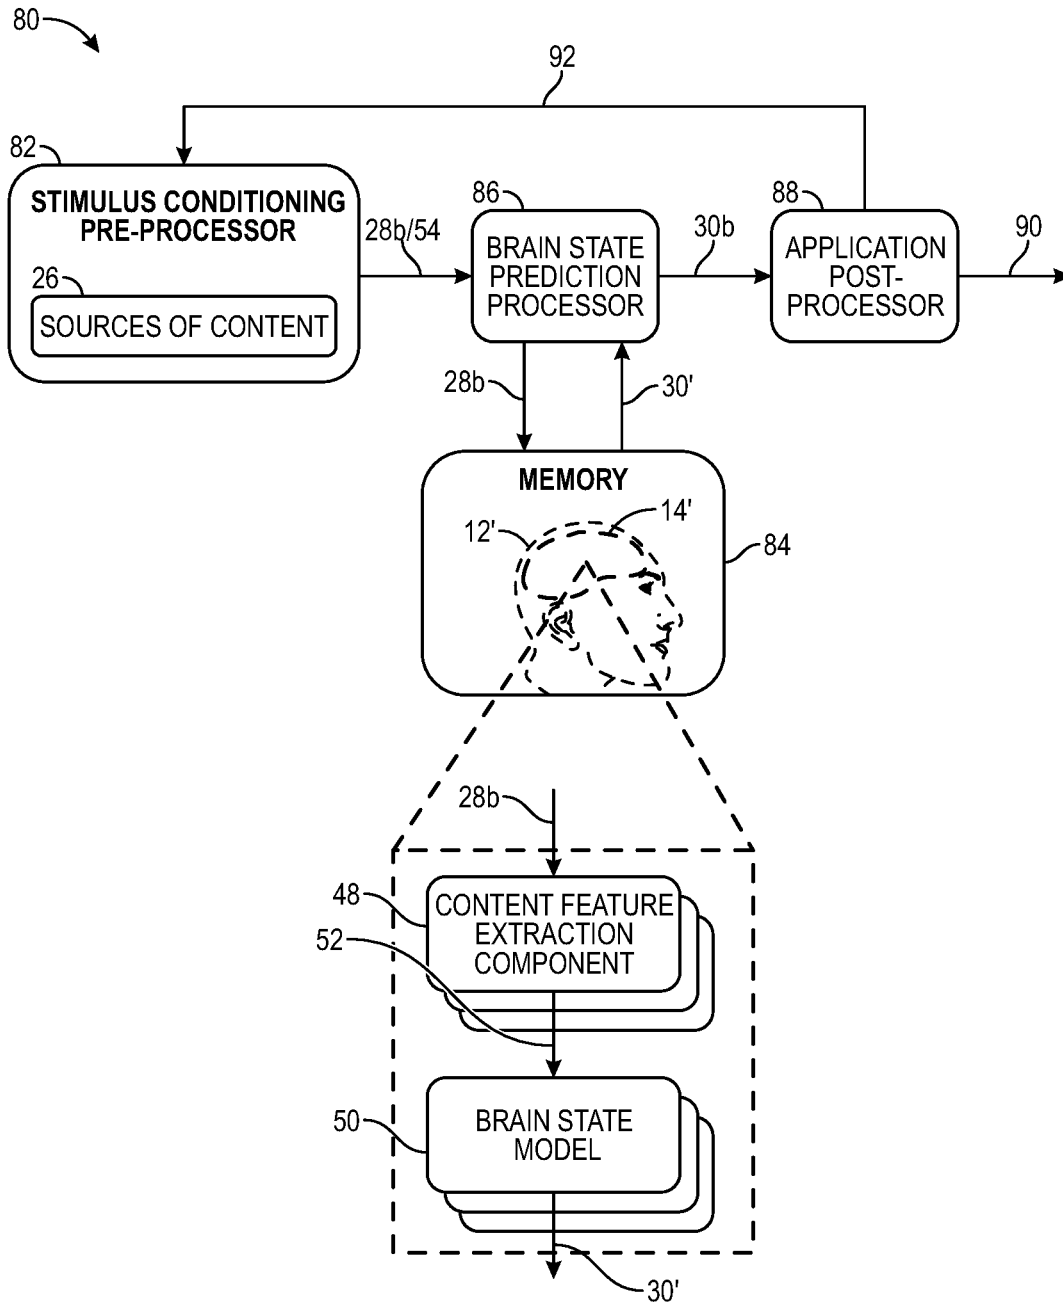 80
92
82
STIMULUS CONDITIONING
PRE-PROCESSOR
26
SOURCES OF CONTENT
28b/54
86
BRAIN STATE
PREDICTION
PROCESSOR
30b
88
APPLICATION
POST-
PROCESSOR
90
28b
30'
MEMORY
12'
14'
84
28b
48
CONTENT FEATURE
EXTRACTION
COMPONENT
52
50
BRAIN STATE
MODEL
30'